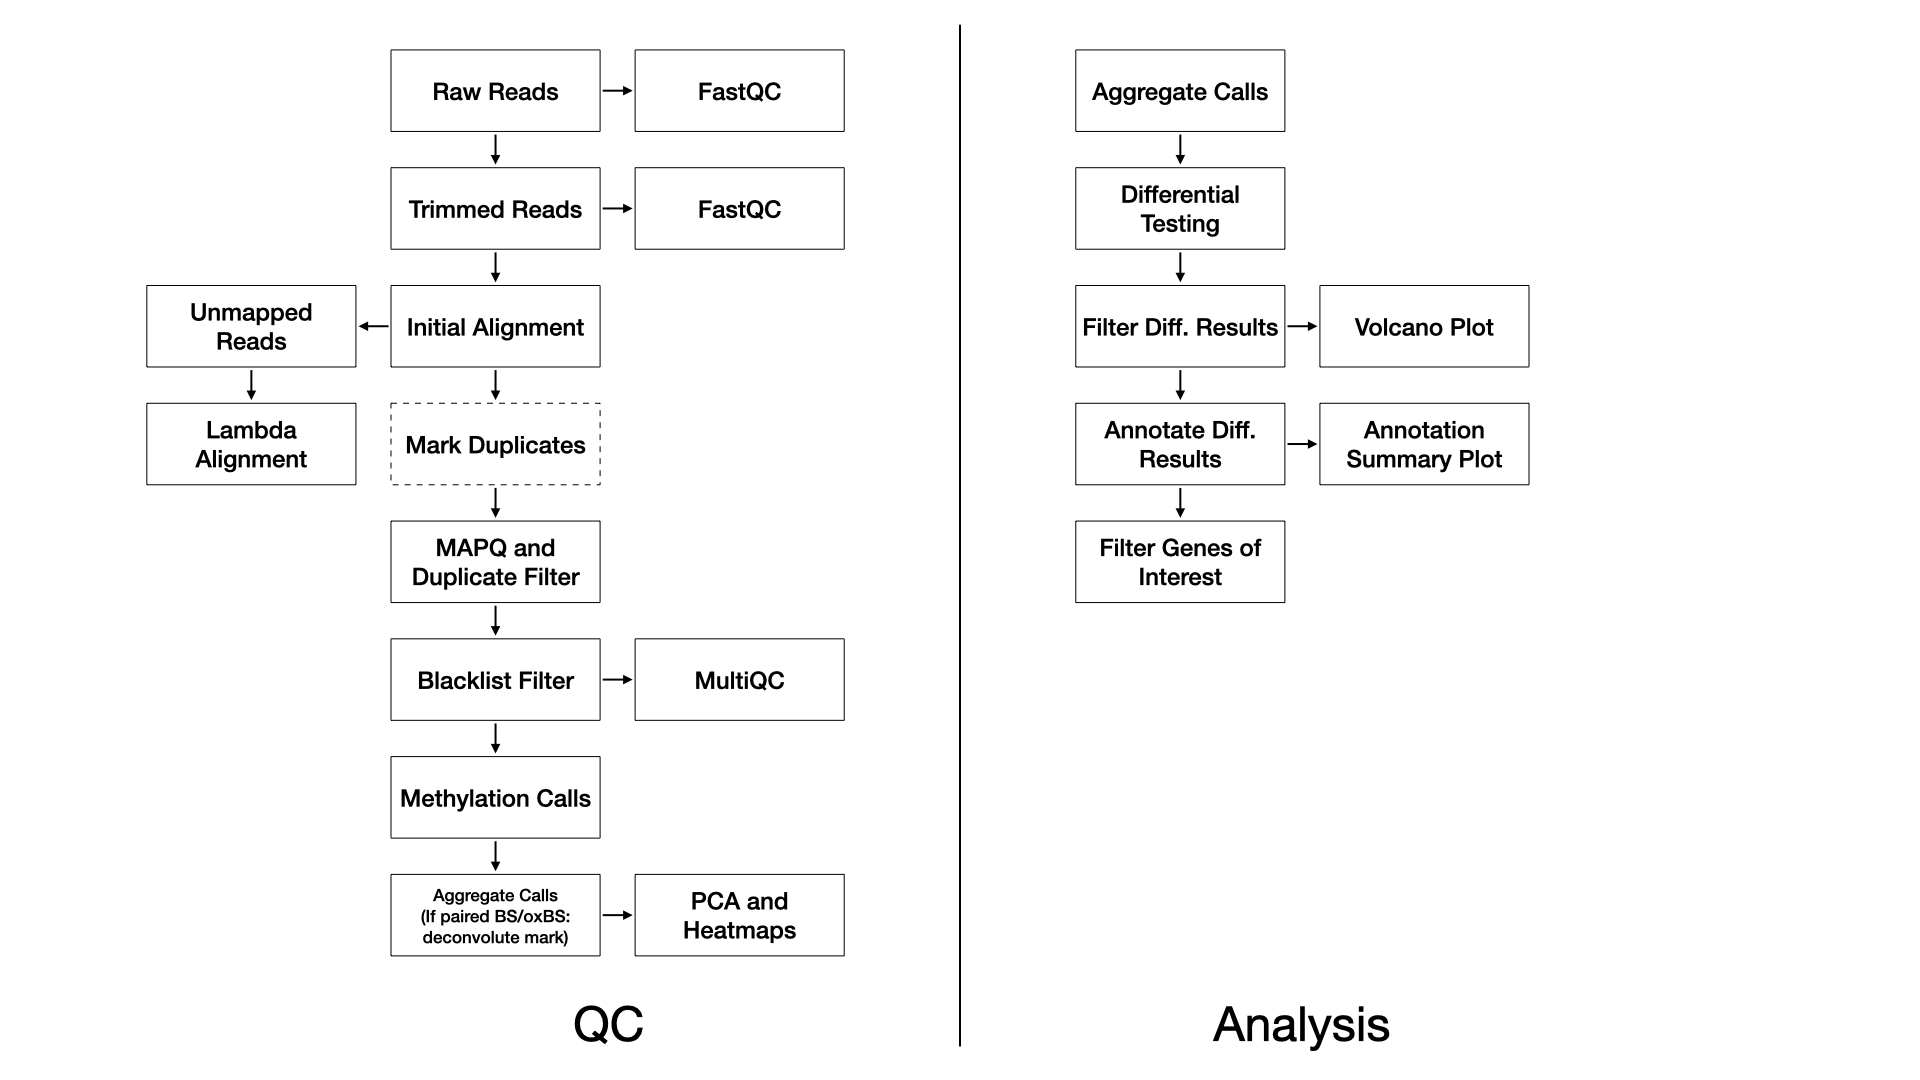 Raw Reads
FastQC
Trimmed Reads
FastQC
Unmapped
Reads
Initial Alignment
Lambda
Alignment
Mark Duplicates
MAPQ and
Duplicate Filter
Blacklist Filter
MultiQC
Methylation Calls
Aggregate Calls
(If paired BS/oxBS:
deconvolute mark)
PCA and
Heatmaps
QC
Aggregate Calls
Differential
Testing
Filter Diff. Results
Volcano Plot
Annotate Diff.
Results
Annotation
Summary Plot
Filter Genes of
Interest
Analysis